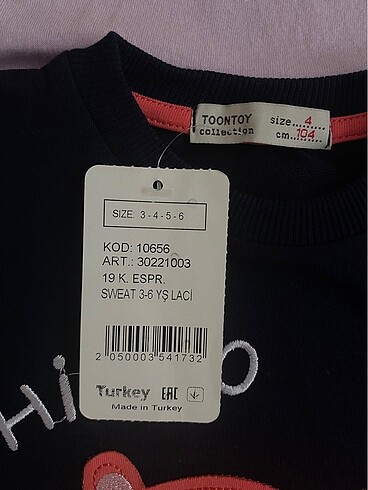 TOONTOY
collection
size..4....
cm..104
SIZE: 3 - 4 - 5 - 6
KOD: 10656
ART.: 30221003
19 K. ESPR.
SWEAT 3-6 YŞ LACİ
2 050003 541732
Turkey EAC
Made in Turkey
Hi
O